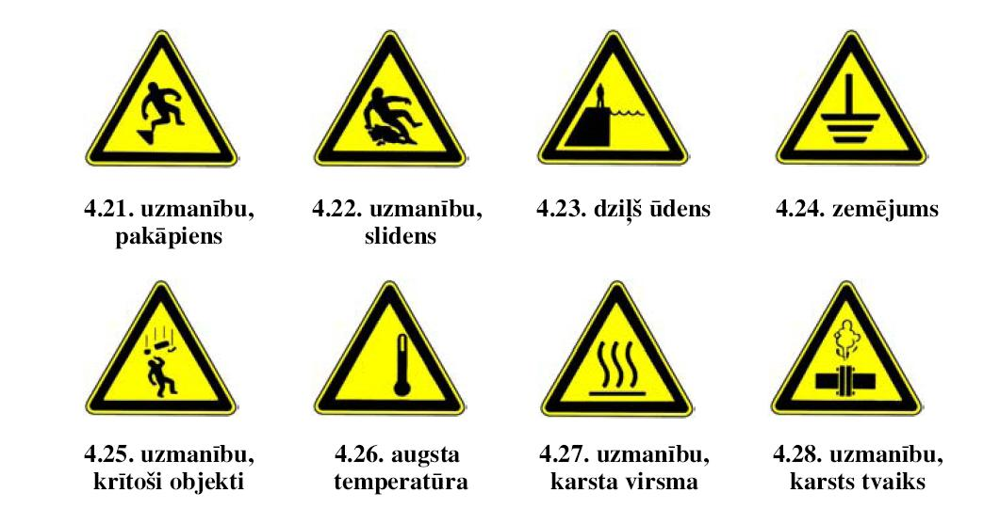 4.21. uzmanību,
pakāpiens
4.22. uzmanību,
slidens
4.23. dziļš ūdens
4.24. zemējums
4.25. uzmanību,
krītoši objekti
4.26. augsta
temperatūra
4.27. uzmanību,
karsta virsma
4.28. uzmanību,
karsts tvaiks